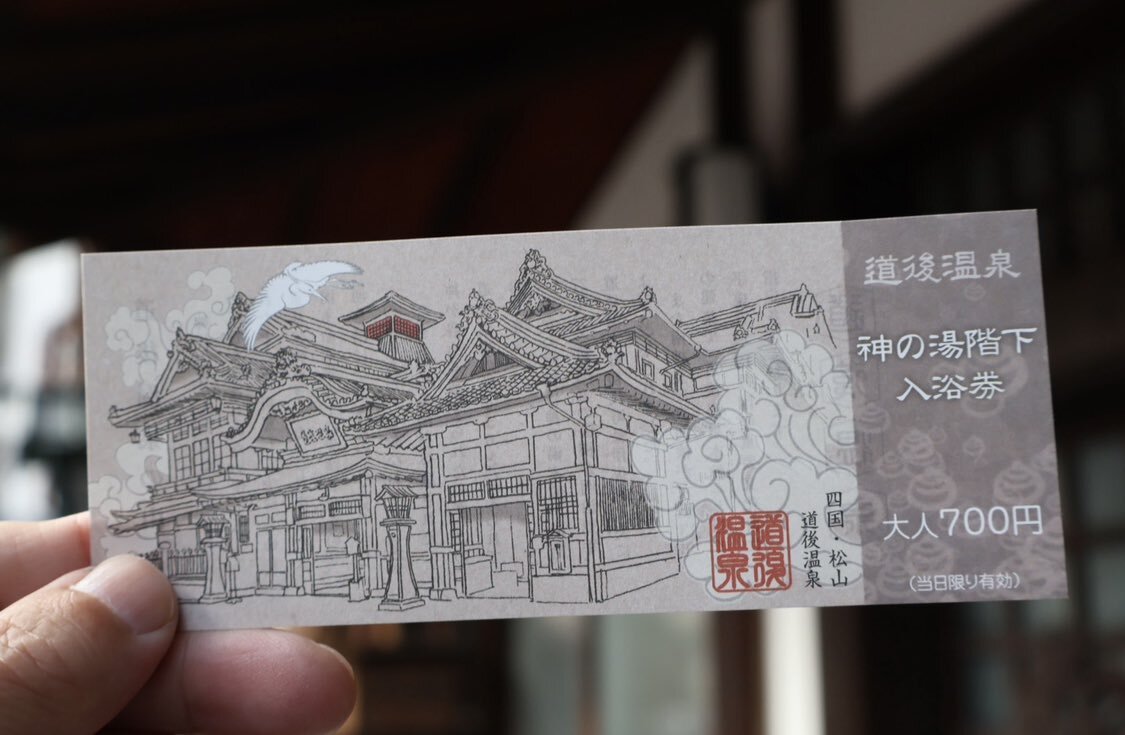 道後温泉
神の湯階下
入浴券
大人700円
(当日限り有効)
四国・松山
道後温泉
道後
温泉